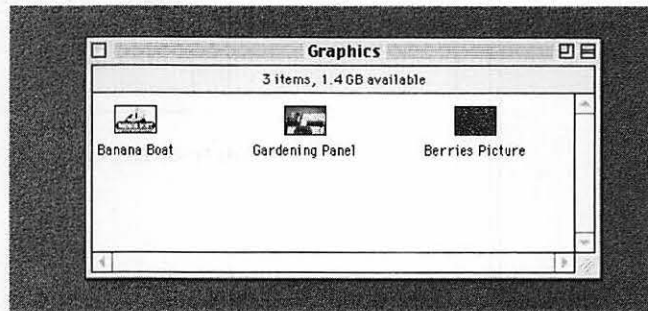 Graphics
3 items, 1.4 GB available
Banana Boat
Gardening Panel
Berries Picture